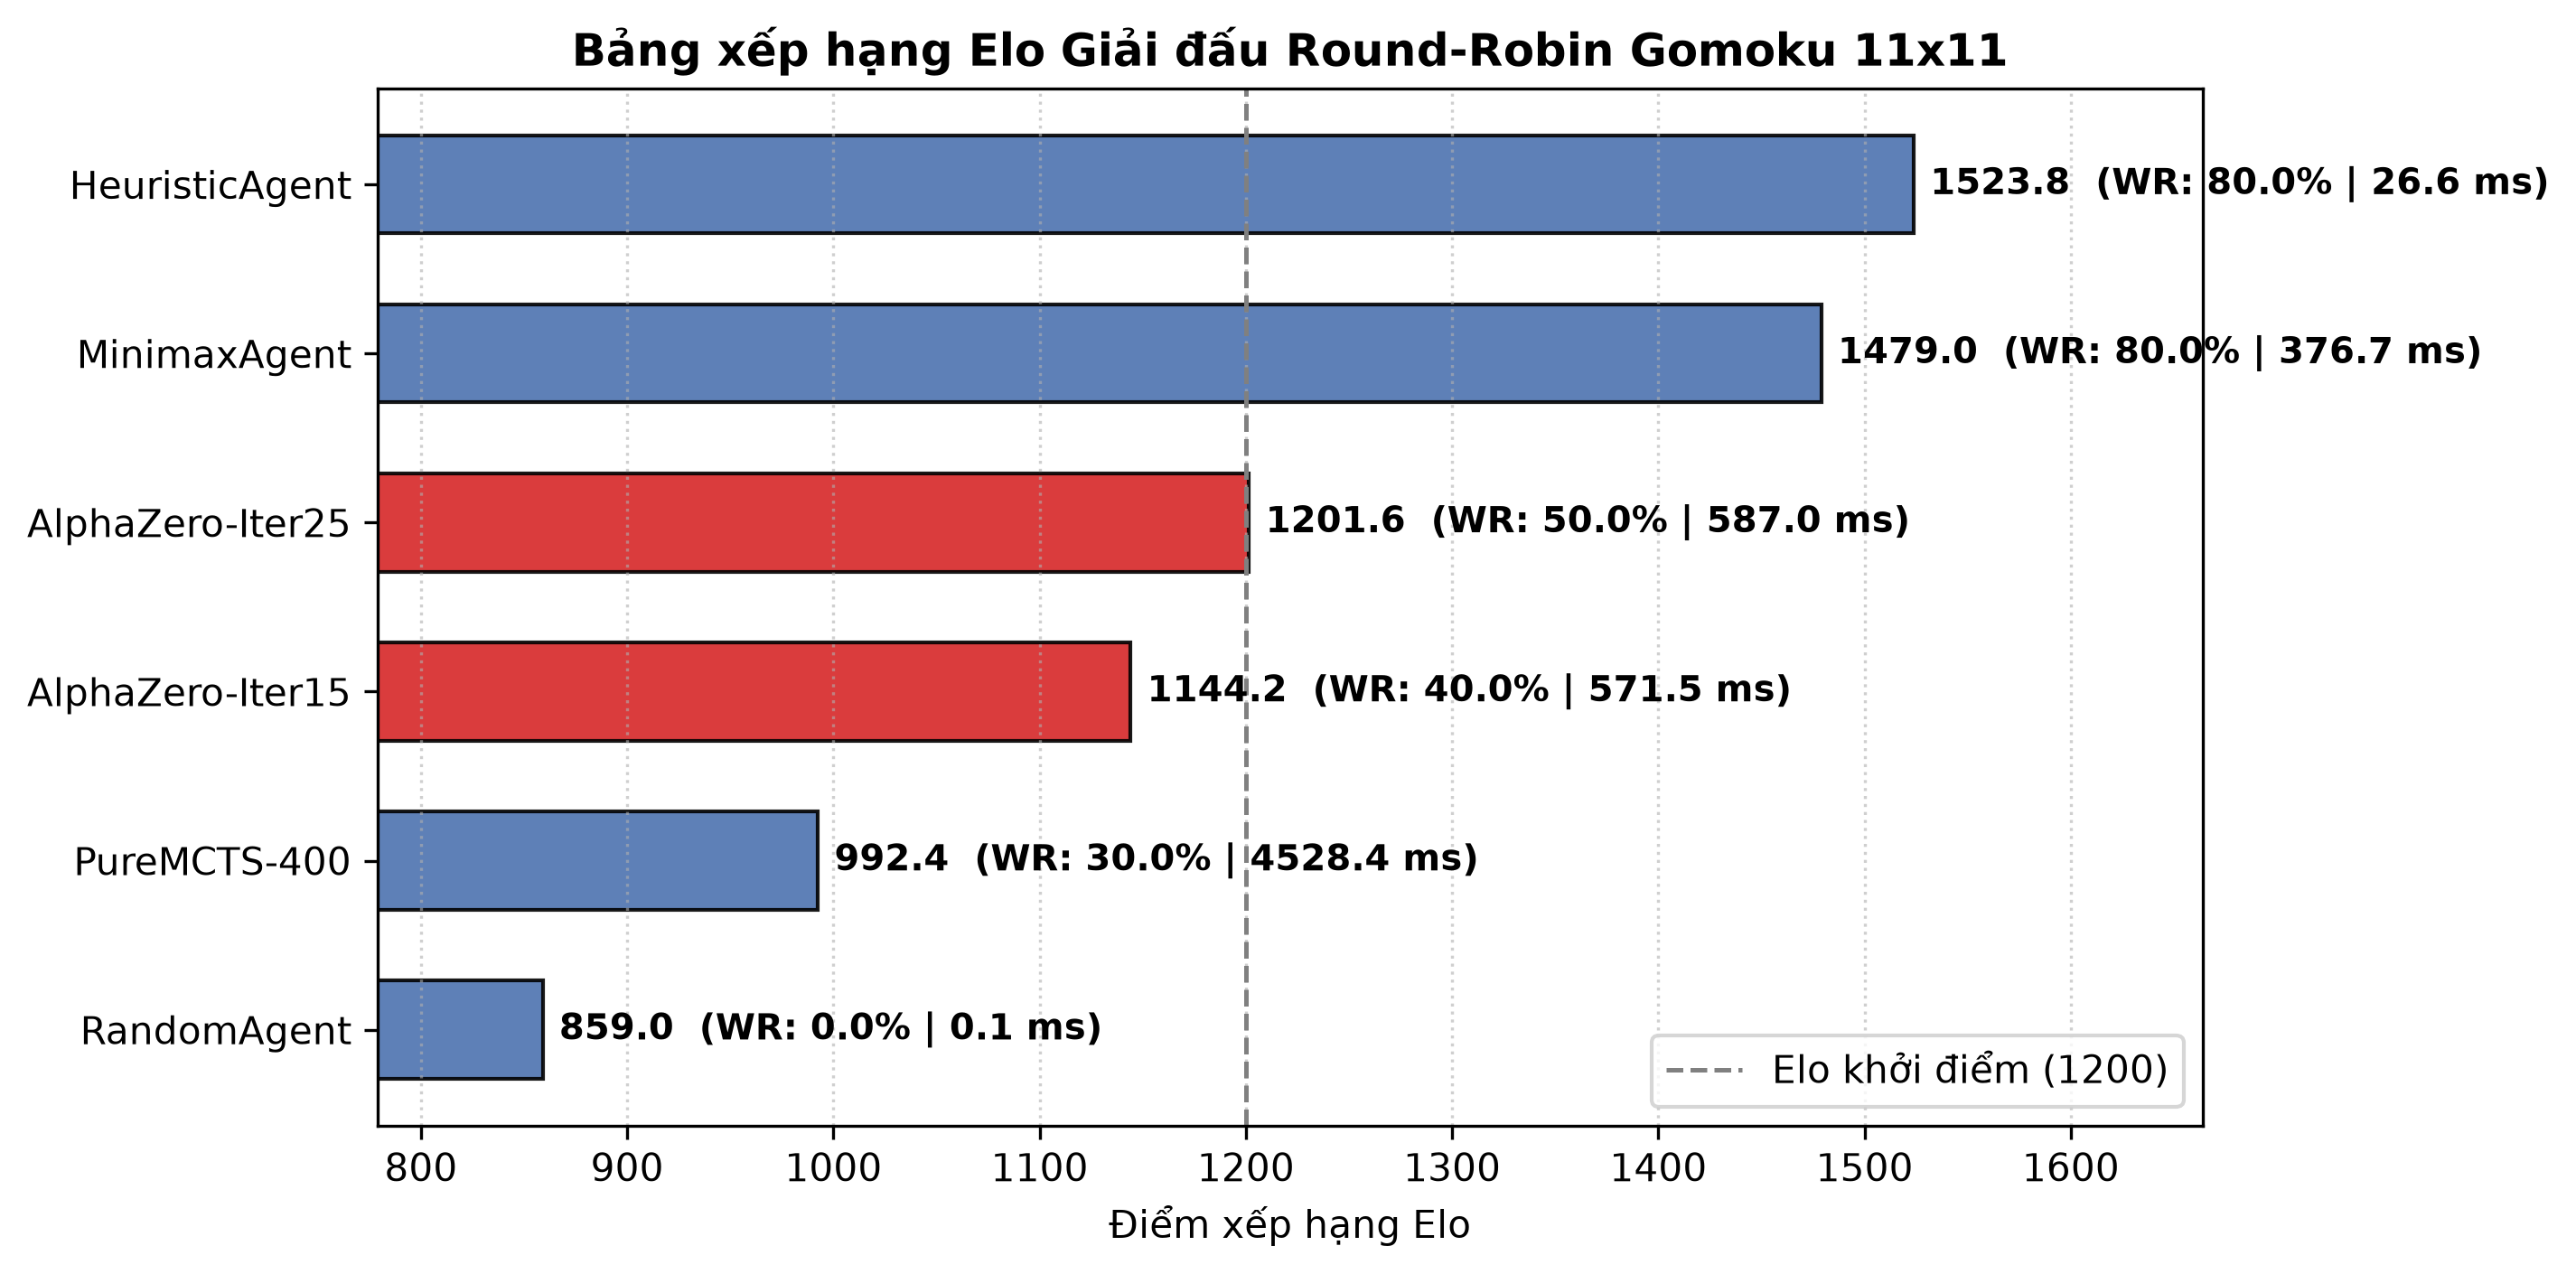 Bảng xếp hạng Elo Giải đấu Round-Robin Gomoku 11x11
HeuristicAgent
1523.8 (WR: 80.0% | 26.6 ms)
MinimaxAgent
1479.0 (WR: 80.0% | 376.7 ms)
AlphaZero-Iter25
1201.6 (WR: 50.0% | 587.0 ms)
AlphaZero-Iter15
1144.2 (WR: 40.0% | 571.5 ms)
PureMCTS-400
992.4 (WR: 30.0% | 4528.4 ms)
RandomAgent
859.0 (WR: 0.0% | 0.1 ms)
Elo khởi điểm (1200)
800 900 1000 1100 1200 1300 1400 1500 1600
Điểm xếp hạng Elo